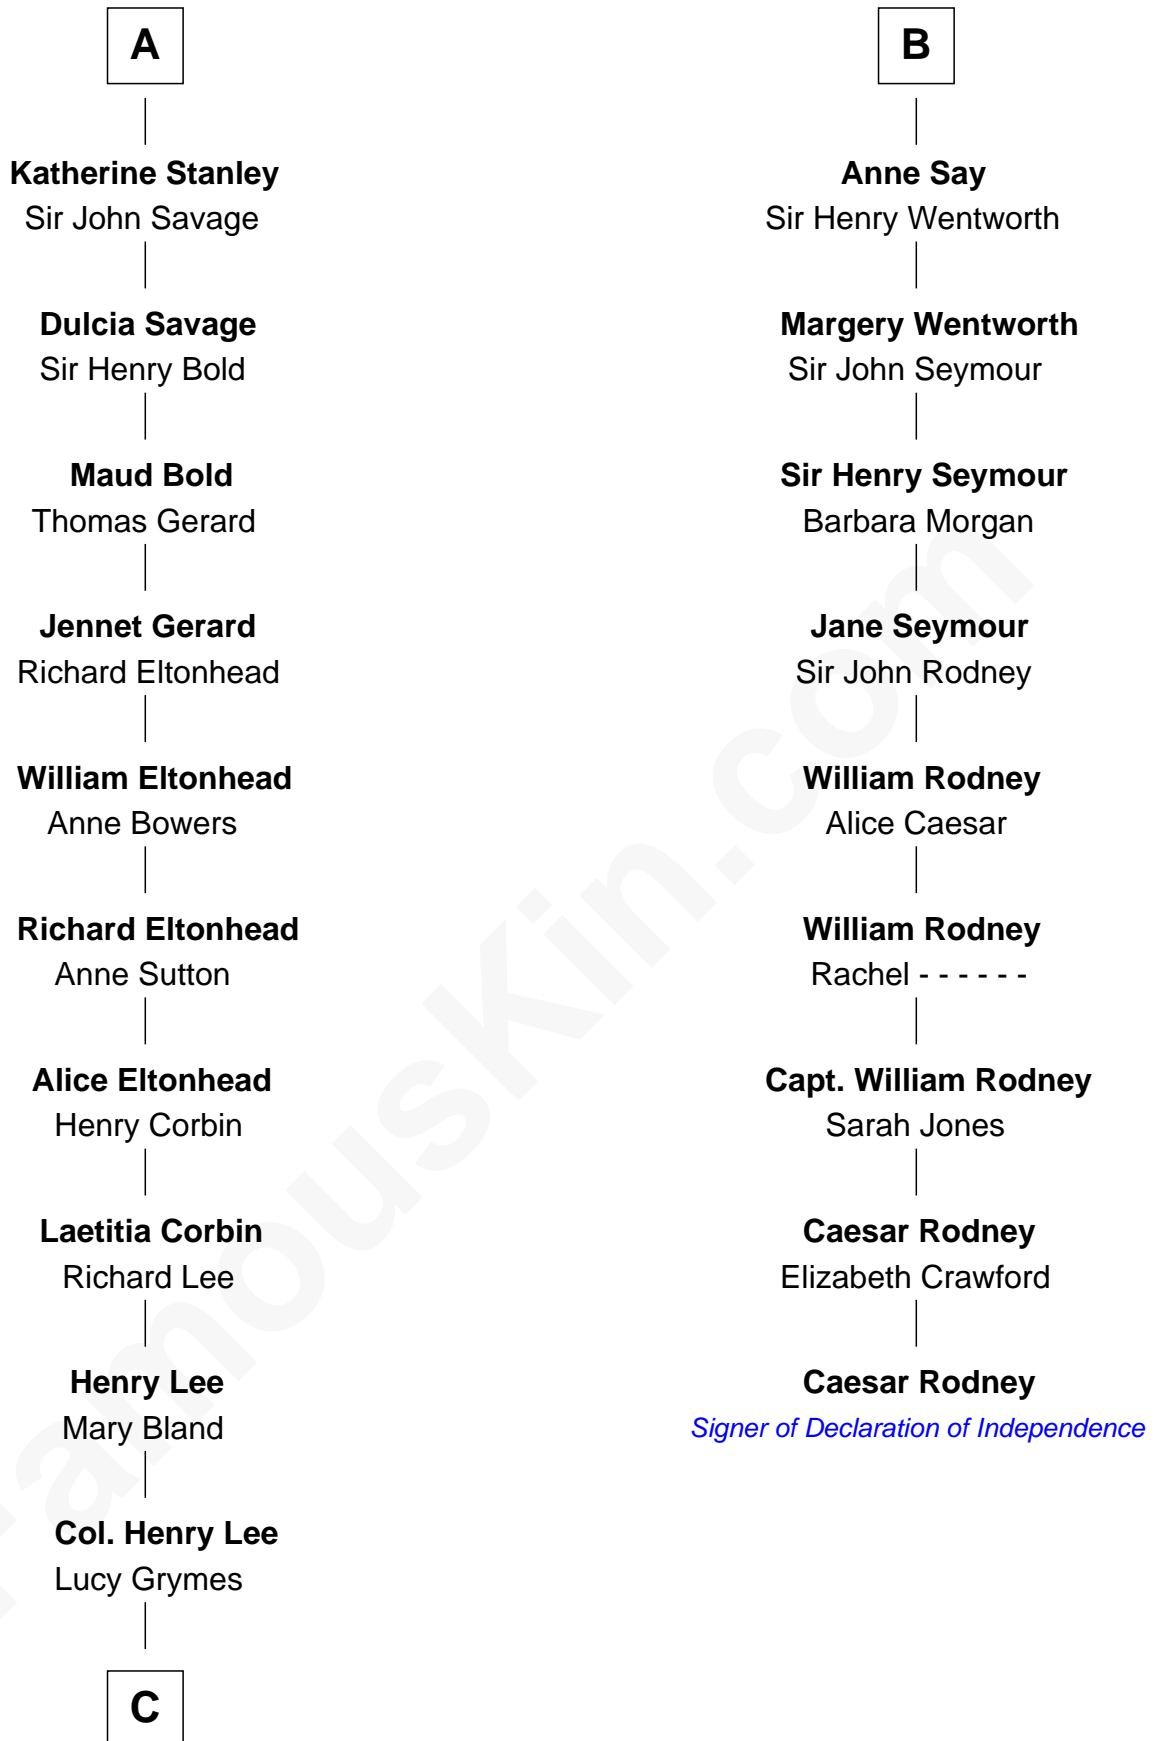 A
Katherine Stanley
Sir John Savage
Dulcia Savage
Sir Henry Bold
Maud Bold
Thomas Gerard
Jennet Gerard
Richard Eltonhead
William Eltonhead
Anne Bowers
Richard Eltonhead
Anne Sutton
Alice Eltonhead
Henry Corbin
Laetitia Corbin
Richard Lee
Henry Lee
Mary Bland
Col. Henry Lee
Lucy Grymes
C
B
Anne Say
Sir Henry Wentworth
Margery Wentworth
Sir John Seymour
Sir Henry Seymour
Barbara Morgan
Jane Seymour
Sir John Rodney
William Rodney
Alice Caesar
William Rodney
Rachel - - - - - -
Capt. William Rodney
Sarah Jones
Caesar Rodney
Elizabeth Crawford
Caesar Rodney
Signer of Declaration of Independence
FamousKin.com